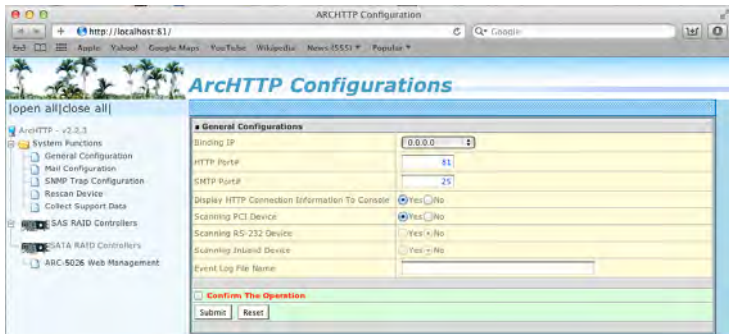 ARCHTTP Configuration
http://localhost:81/
Google
Apple Yahoo! Google Maps YouTube Wikipedia News (555) Popular
ArcHTTP Configurations
|open all|close all|
ArcHTTP - v2.2.3
System Functions
General Configuration
Mail Configuration
SNMP Trap Configuration
Rescan Device
Collect Support Data
SAS RAID Controllers
SATA RAID Controllers
ARC-5026 Web Management
General Configurations
Binding IP 0.0.0.0
HTTP Port# 81
SMTP Port# 25
Display HTTP Connection Information To Console Yes No
Scanning PCI Device Yes No
Scanning RS-232 Device Yes No
Scanning Inband Device Yes No
Event Log File Name
Confirm The Operation
Submit Reset